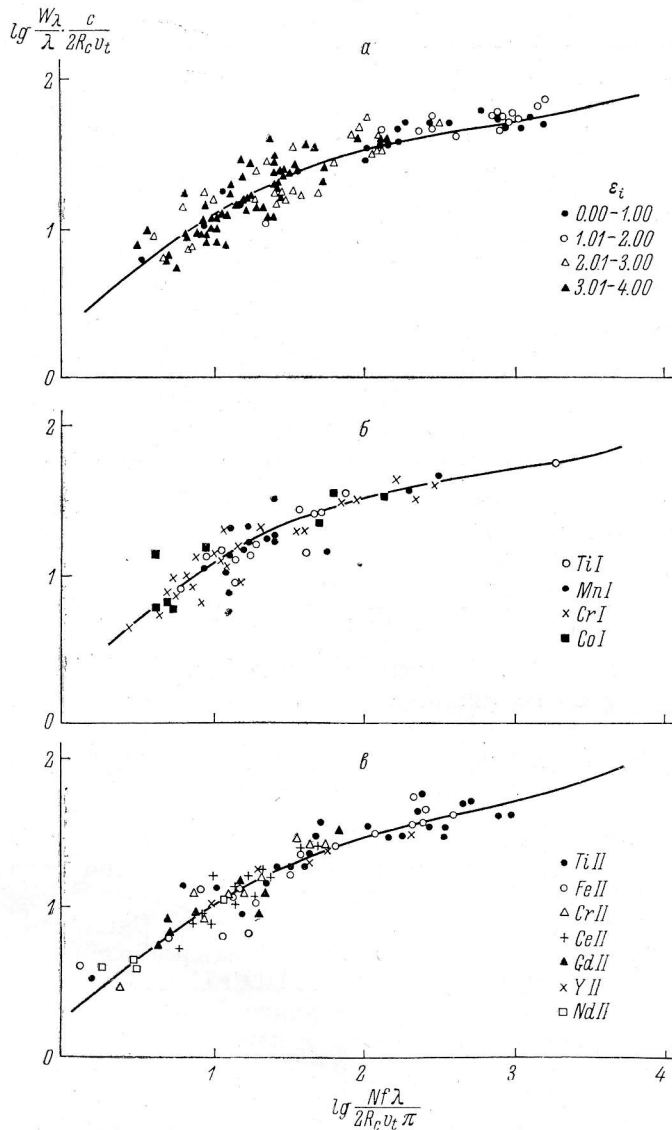 lg W_λ/λ · c/2R_c v_t
а
2
1
0
ε_i
• 0.00–1.00
○ 1.01–2.00
△ 2.01–3.00
▲ 3.01–4.00
4
б
2
1
0
○ Ti I
• Mn I
× Cr I
■ Co I
4
в
2
1
0
• Ti II
○ Fe II
△ Cr II
+ Ce II
▲ Gd II
× Y II
□ Nd II
1 2 3 4
lg Nfλ/2R_c v_t π